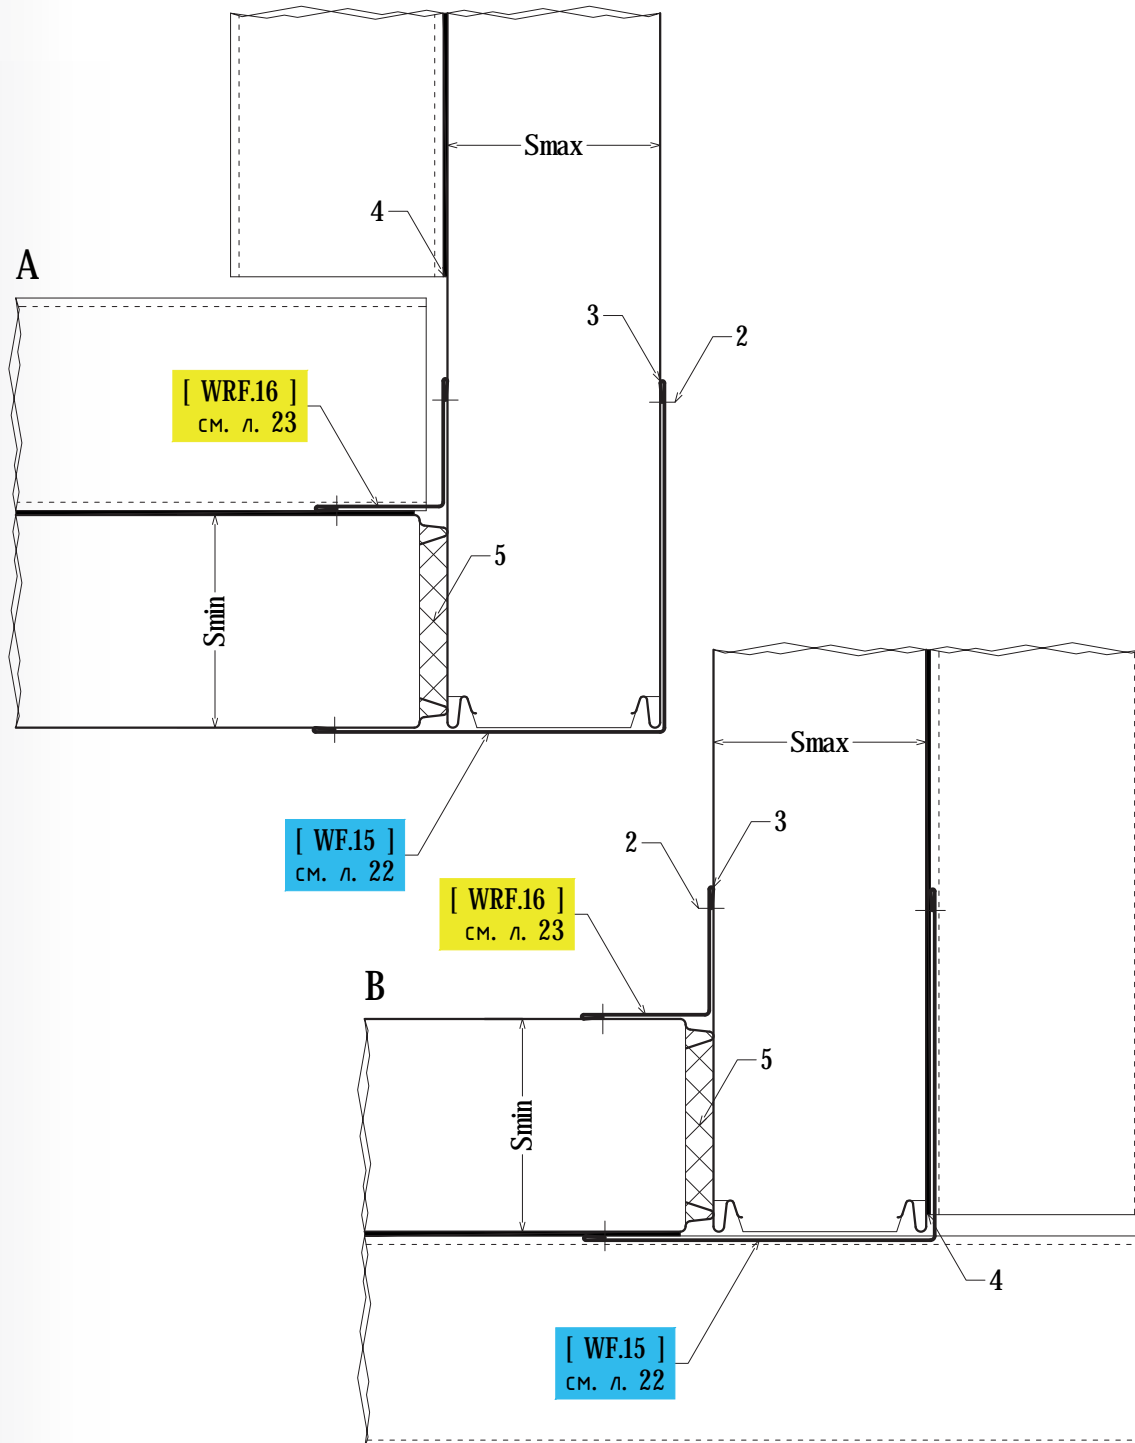 Smax
4
A
3
2
[ WRF.16 ]
см. л. 23
5
Smin
Smax
[ WF.15 ]
см. л. 22
3
2
[ WRF.16 ]
см. л. 23
B
5
Smin
4
[ WF.15 ]
см. л. 22